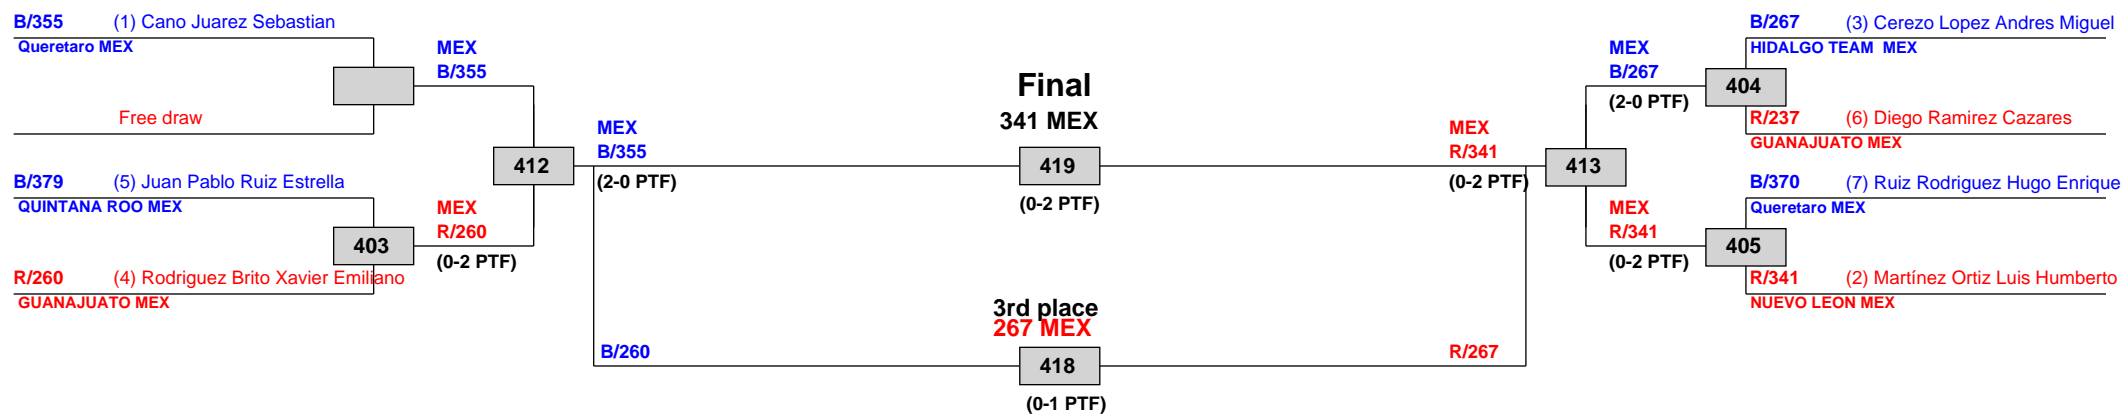 B/355 (1) Cano Juarez Sebastian
Queretaro MEX
MEX
B/355
Free draw
B/379 (5) Juan Pablo Ruiz Estrella
QUINTANA ROO MEX
403
MEX
R/260
(0-2 PTF)
R/260 (4) Rodriguez Brito Xavier Emiliano
GUANAJUATO MEX
412
MEX
B/355
(2-0 PTF)
Final
341 MEX
419
(0-2 PTF)
3rd place
267 MEX
B/260
418
R/267
(0-1 PTF)
MEX
R/341
(0-2 PTF)
413
MEX
B/267
(2-0 PTF)
404
B/267 (3) Cerezo Lopez Andres Miguel
HIDALGO TEAM MEX
R/237 (6) Diego Ramirez Cazares
GUANAJUATO MEX
B/370 (7) Ruiz Rodriguez Hugo Enrique
Queretaro MEX
MEX
R/341
(0-2 PTF)
405
R/341 (2) Martínez Ortiz Luis Humberto
NUEVO LEON MEX